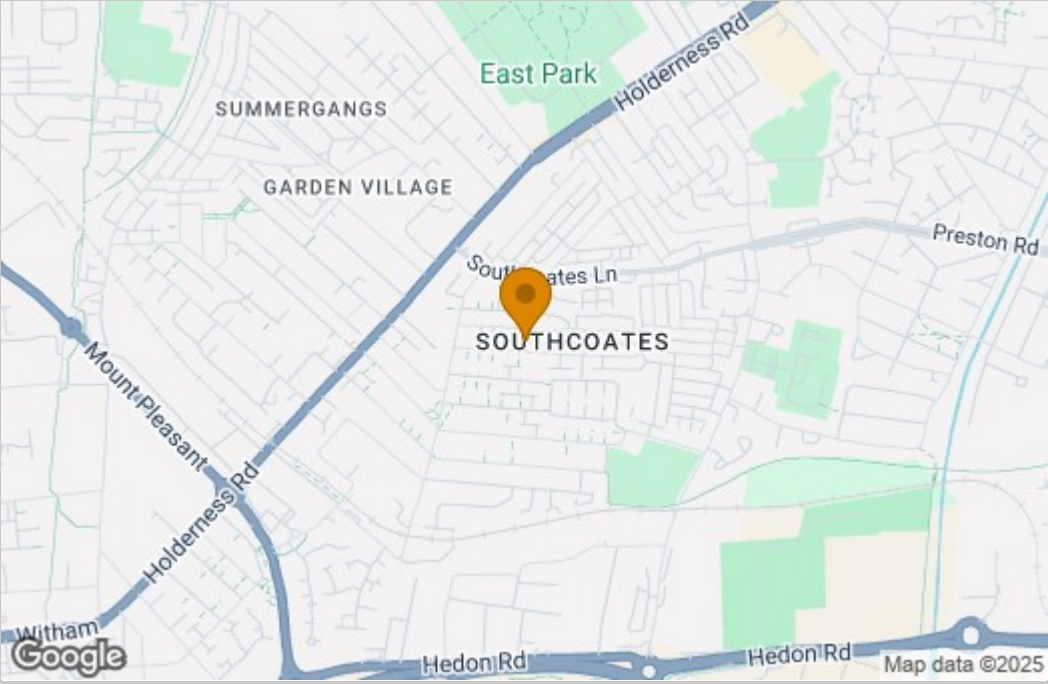 Holderness Rd
East Park
SUMMERGANGS
GARDEN VILLAGE
Preston Rd
Southcoates Ln
SOUTHCOATES
Mount Pleasant
Holderness Rd
Witham
Hedon Rd
Hedon Rd
Google
Map data ©2025